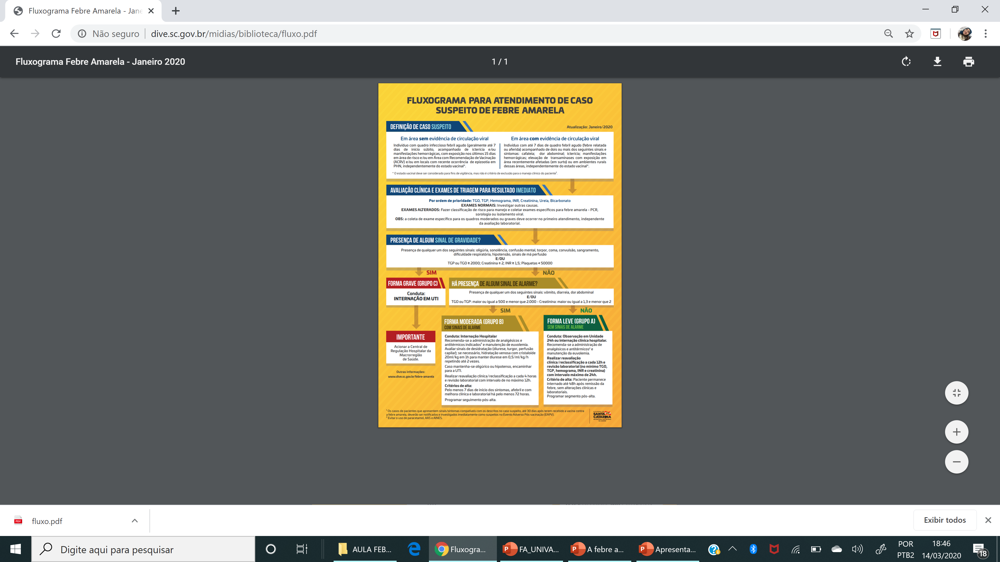 Fluxograma Febre Amarela - Jane
Não seguro
dive.sc.gov.br/midias/biblioteca/fluxo.pdf
Fluxograma Febre Amarela - Janeiro 2020
1 / 1
FLUXOGRAMA PARA ATENDIMENTO DE CASO
SUSPEITO DE FEBRE AMARELA
DEFINIÇÃO DE CASO SUSPEITO
Atualização: Janeiro/2020
Em área sem evidência de circulação viral
Indivíduo com quadro infeccioso febril agudo (geralmente até 7
dias de início súbito, acompanhado de icterícia e/ou
manifestações hemorrágicas, com exposição nos últimos 15 dias
em área de risco e/ou em Área com Recomendação de Vacinação
(ACRV) e/ou em locais com recente ocorrência de epizootia em
PHN, independentemente do estado vacinal*.
Em área com evidência de circulação viral
Indivíduo com até 7 dias de quadro febril agudo (febre relatada
ou aferida) acompanhado de dois ou mais dos seguintes sinais e
sintomas: cafaleia; dor abdominal; icterícia; manifestações
hemorrágicas; elevação de transaminases com exposição em
área recentemente afetadas (em surto) ou em ambientes rurais
dessas áreas, independentemente do estado vacinal*.
* O estado vacinal deve ser considerado para fins de vigilância, mas não é critério de exclusão para o manejo clínico do paciente¹.
AVALIAÇÃO CLÍNICA E EXAMES DE TRIAGEM PARA RESULTADO IMEDIATO
Por ordem de prioridade: TGO, TGP, Hemograma, INR, Creatinina, Ureia, Bicarbonato
EXAMES NORMAIS: Investigar outras causas.
EXAMES ALTERADOS: Fazer classificação de risco para manejo e coletar exames específicos para febre amarela - PCR,
sorologia ou isolamento viral.
OBS: a coleta de exame específico para os quadros moderados ou graves deve ocorrer no primeiro atendimento, independente
da avaliação laboratorial.
PRESENÇA DE ALGUM SINAL DE GRAVIDADE?
Presença de qualquer um dos seguintes sinais: oligúria, sonolência, confusão mental, torpor, coma, convulsão, sangramento,
dificuldade respiratória, hipotensão, sinais de má perfusão
E/OU
TGP ou TGO ≥ 2000; Creatinina ≥ 2; INR ≥ 1,5; Plaquetas < 50000
SIM
NÃO
FORMA GRAVE (GRUPO C)
Conduta:
INTERNAÇÃO EM UTI
HÁ PRESENÇA DE ALGUM SINAL DE ALARME?
Presença de qualquer um dos seguintes sinais: vômito, diarreia, dor abdominal
E/OU
TGO ou TGP: maior ou igual a 500 e menor que 2.000 - Creatinina: maior ou igual a 1,3 e menor que 2
SIM
NÃO
IMPORTANTE
Acionar a Central de
Regulação Hospitalar da
Macrorregião
de Saúde.
Outras informações:
www.dive.sc.gov.br/febre-amarela
FORMA MODERADA (GRUPO B)
COM SINAIS DE ALARME
Conduta: Internação Hospitalar
Recomenda-se a administração de analgésicos e
antitérmicos indicados² e manutenção de euvolemia.
Avaliar sinais de desidratação (diurese, turgor, perfusão
capilar); se necessário, hidratação venosa com cristaloide
20ml/kg em 1h para manter diurese em 0,5/ml/kg/h
repetindo até 2 vezes.
Caso mantenha-se oligúrico ou hipotenso, encaminhar
para a UTI.
Realizar reavaliação clínica/reclassificação a cada 4 horas
e revisão laboratorial com intervalo de no máximo 12h.
Critérios de alta:
Pelo menos 7 dias de início dos sintomas, afebril e com
melhora clínica e laboratorial há pelo menos 72 horas.
Programar seguimento pós-alta.
FORMA LEVE (GRUPO A)
SEM SINAIS DE ALARME
Conduta: Observação em Unidade
24h ou internação clínica hospitalar.
Recomenda-se a administração de
analgésicos e antitérmicos² e
manutenção da euvolemia.
Realizar reavaliação
clínica/reclassificação a cada 12h e
revisão laboratorial (no mínimo TGO,
TGP, hemograma, INR e creatinina)
com intervalo máximo de 24h.
Critério de alta: Paciente permanece
internado até 48h após remissão da
febre, sem alterações clínicas e
laboratoriais.
Programar segmento pós-alta.
¹ Os casos de pacientes que apresentem sinais/sintomas compatíveis com os descritos no caso suspeito, até 30 dias após terem recebido a vacina contra
a febre amarela, deverão ser notificados e investigados imediatamente como suspeitos no Evento Adverso Pós-vacinação (EAPV).
² Evitar o uso de paracetamol, AAS e AINES.
GOVERNO DE
SANTA
CATARINA
SECRETARIA DE ESTADO
DA SAÚDE
PDF
fluxo.pdf
Exibir todos
Digite aqui para pesquisar
AULA FEB...
Fluxogra...
FA_UNIVA...
A febre a...
Apresenta...
POR
PTB2
18:46
14/03/2020
18